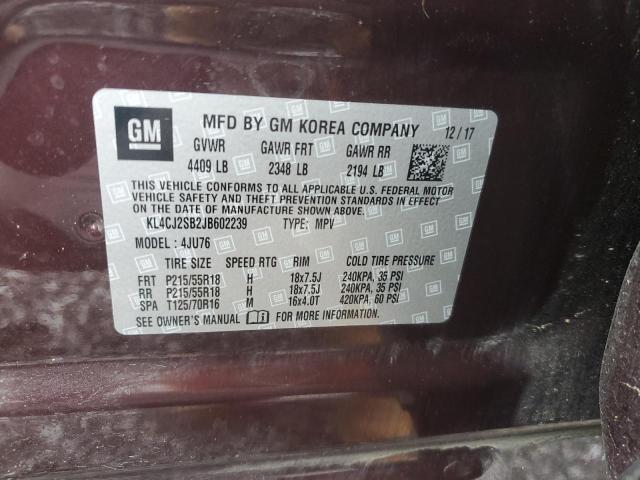 GM MFD BY GM KOREA COMPANY 12/17
GVWR GAWR FRT GAWR RR
4409 LB 2348 LB 2194 LB
THIS VEHICLE CONFORMS TO ALL APPLICABLE U.S. FEDERAL MOTOR
VEHICLE SAFETY AND THEFT PREVENTION STANDARDS IN EFFECT
ON THE DATE OF MANUFACTURE SHOWN ABOVE.
KL4CJ2SB2JB602239 TYPE: MPV
MODEL: 4JU76
TIRE SIZE SPEED RTG RIM COLD TIRE PRESSURE
FRT P215/55R18 H 18x7.5J 240KPA, 35 PSI
RR P215/55R18 H 18x7.5J 240KPA, 35 PSI
SPA T125/70R16 M 16x4.0T 420KPA, 60 PSI
SEE OWNER'S MANUAL FOR MORE INFORMATION.